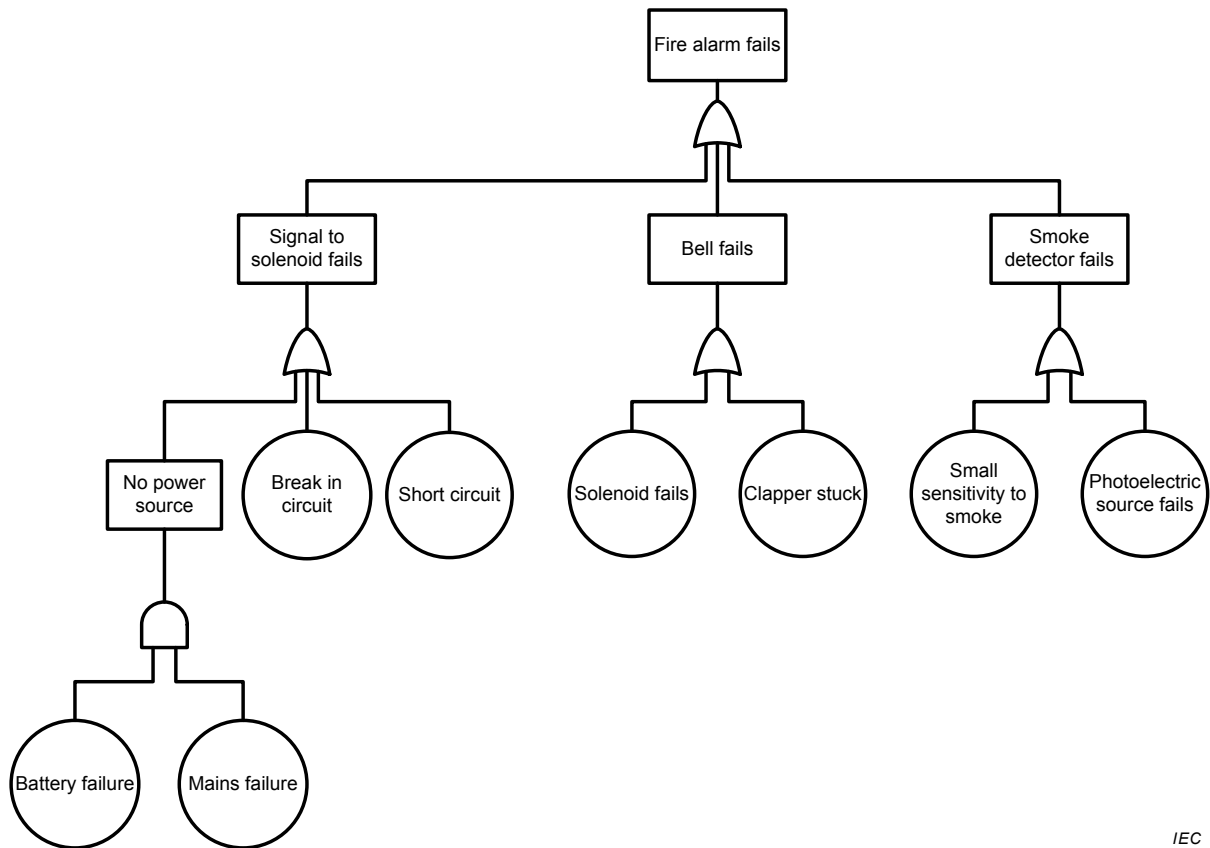 Fire alarm fails
Signal to
solenoid fails
Bell fails
Smoke
detector fails
No power
source
Break in
circuit
Short circuit
Solenoid fails
Clapper stuck
Small
sensitivity to
smoke
Photoelectric
source fails
Battery failure
Mains failure
IEC